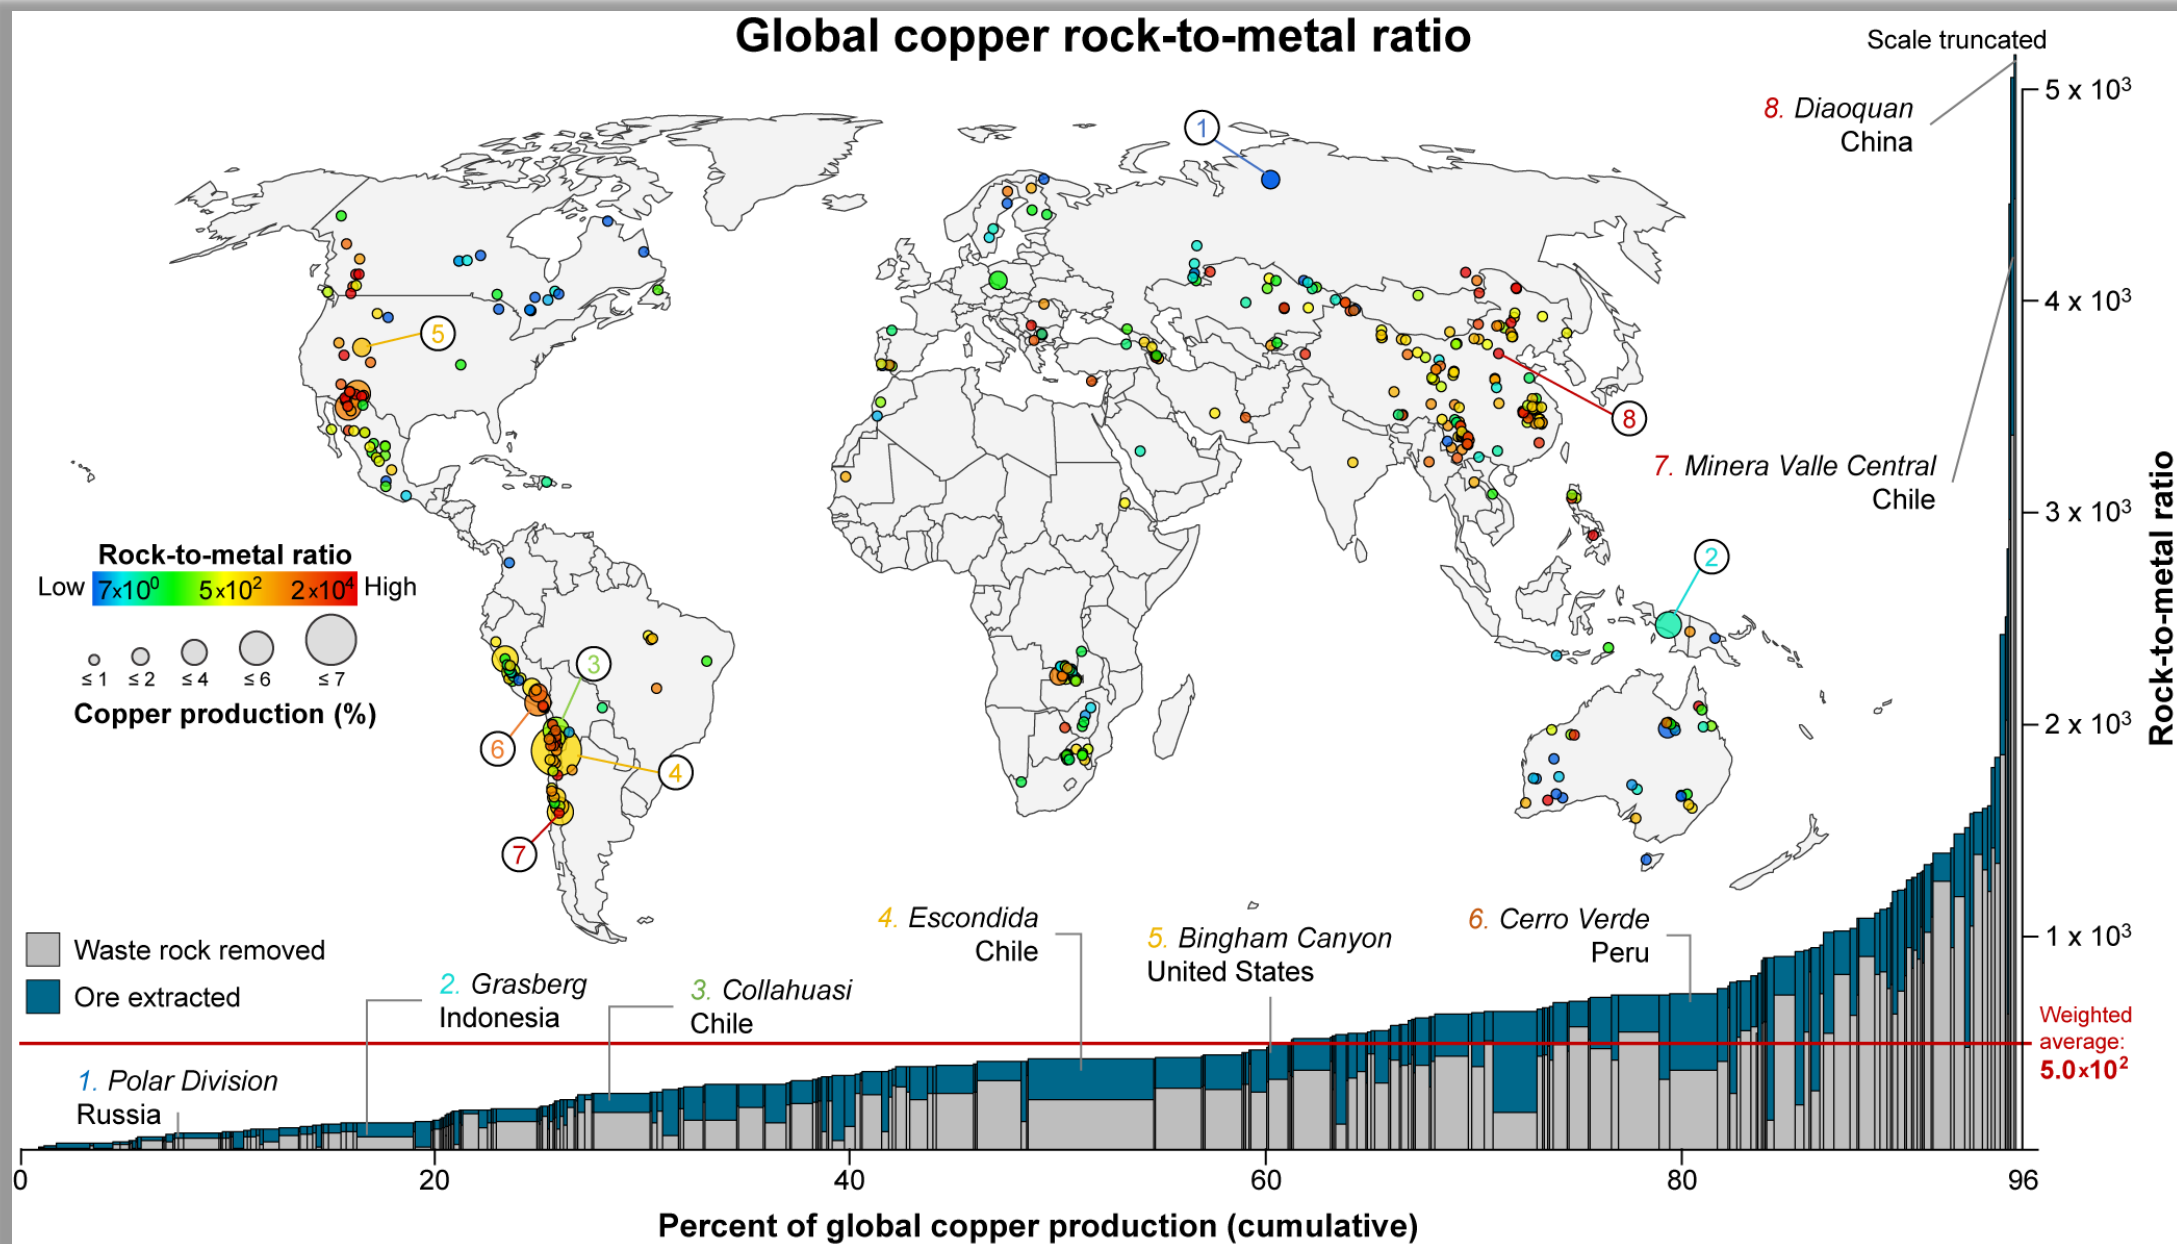 Global copper rock-to-metal ratio
Scale truncated
5 x 10³
8. Diaoquan
China
1
4 x 10³
5
8
7. Minera Valle Central
Chile
3 x 10³
2
Rock-to-metal ratio
Low 7x10⁰ 5x10² 2x10⁴ High
≤ 1 ≤ 2 ≤ 4 ≤ 6 ≤ 7
Copper production (%)
3
6
4
7
2 x 10³
Rock-to-metal ratio
1 x 10³
Waste rock removed
Ore extracted
4. Escondida
Chile
5. Bingham Canyon
United States
6. Cerro Verde
Peru
2. Grasberg
Indonesia
3. Collahuasi
Chile
Weighted
average:
5.0x10²
1. Polar Division
Russia
0 20 40 60 80 96
Percent of global copper production (cumulative)